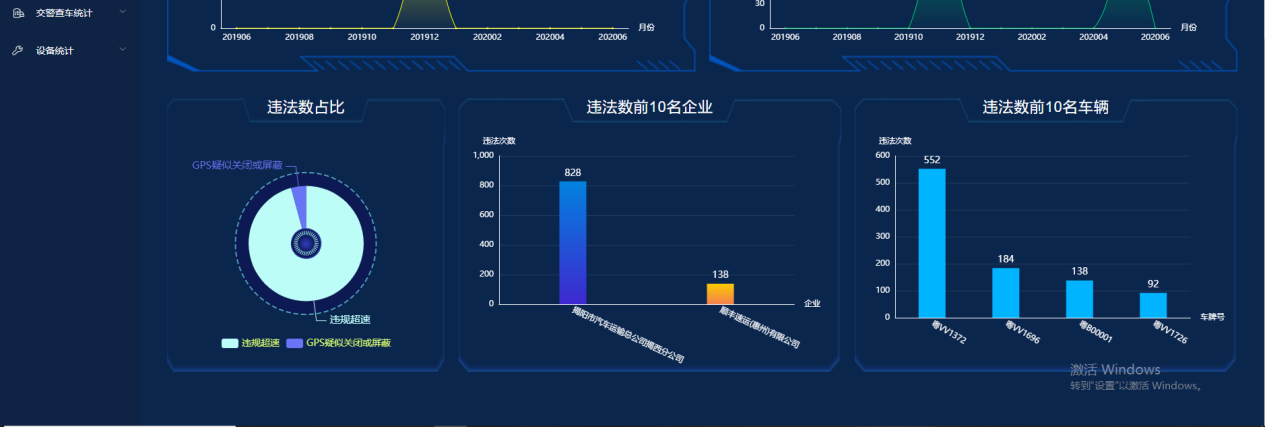 交警查车统计
设备统计
0
201906 201908 201910 201912 202002 202004 202006
月份
30
0
201906 201908 201910 201912 202002 202004 202006
月份
违法数占比
GPS疑似关闭或屏蔽
违规超速
违规超速 GPS疑似关闭或屏蔽
违法数前10名企业
违法次数
1,000
800
600
400
200
0
828
138
企业
揭阳市汽车运输总公司揭西分公司
顺丰速运(惠州)有限公司
违法数前10名车辆
违法次数
600
500
400
300
200
100
0
552
184
138
92
车牌号
粤VV1372
粤VV1696
粤B00001
粤VV1726
激活 Windows
转到"设置"以激活 Windows。